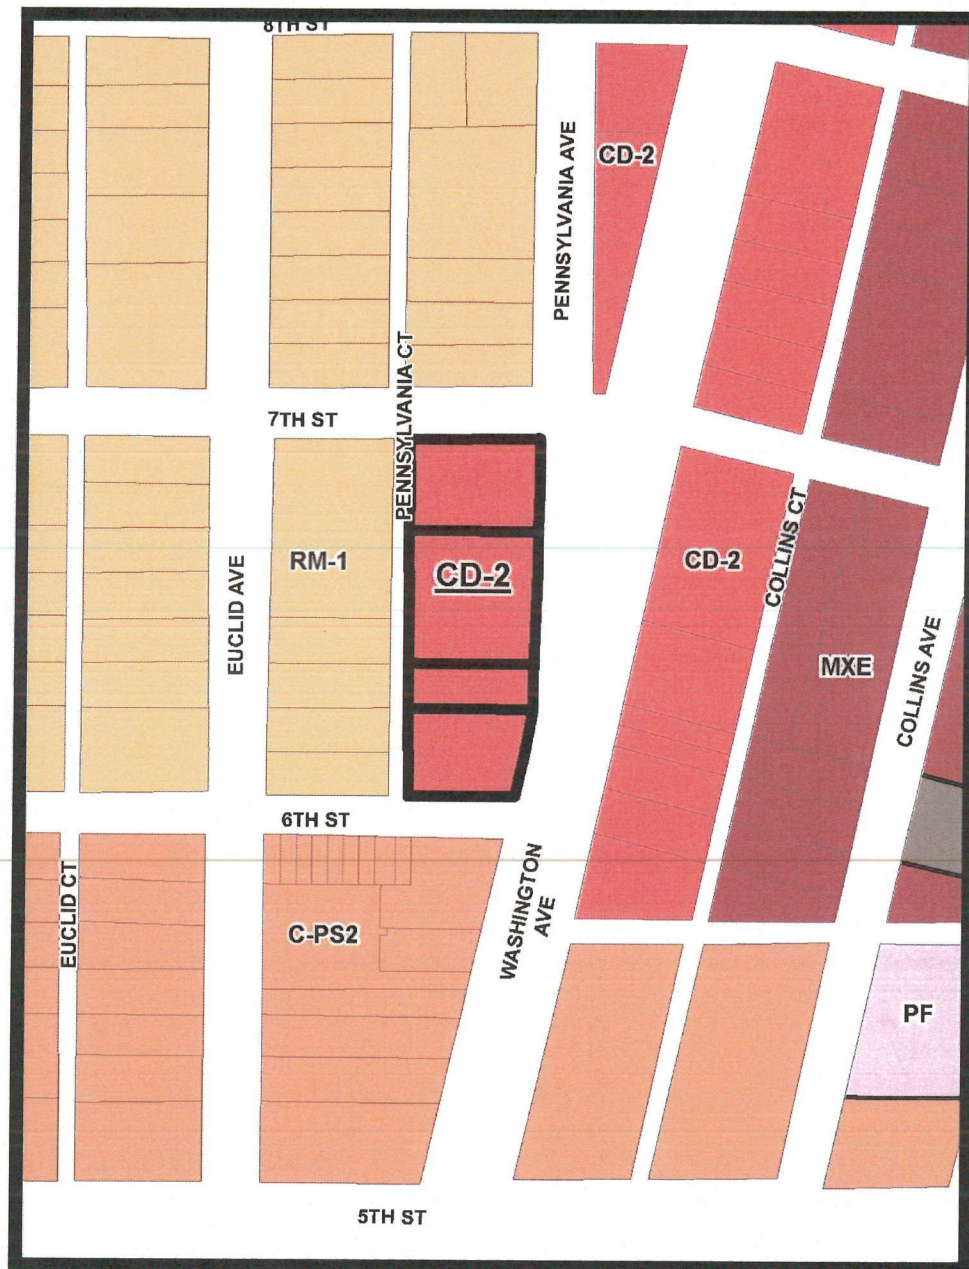 8TH ST
PENNSYLVANIA AVE
CD-2
PENNSYLVANIA CT
7TH ST
EUCLID AVE
RM-1
CD-2
CD-2
COLLINS CT
MXE
COLLINS AVE
6TH ST
EUCLID CT
C-PS2
WASHINGTON
AVE
PF
5TH ST